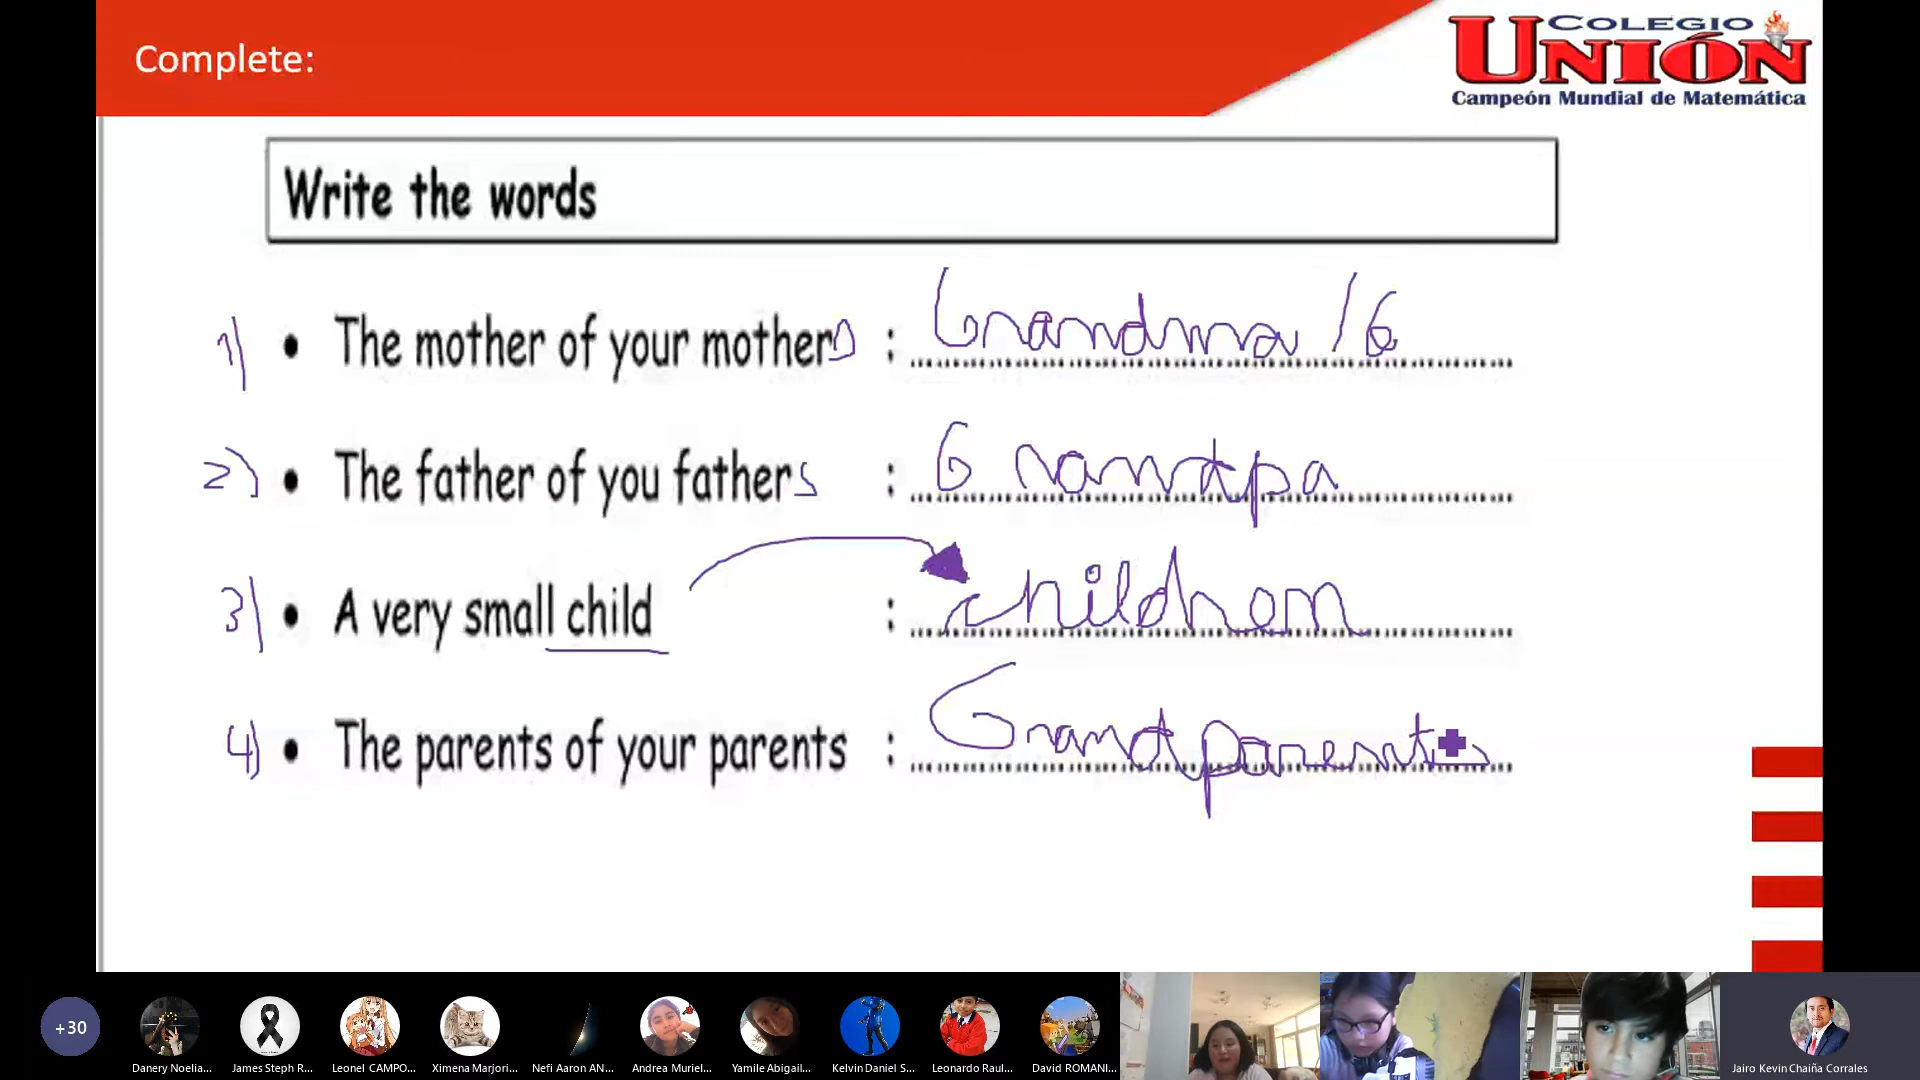 Complete:
COLEGIO
UNIÓN
Campeón Mundial de Matemática
Write the words
1) • The mother of your mothers : Grandma / G
2) • The father of you fathers : Grandpa
3) • A very small child : children
4) • The parents of your parents : Grandparents
+30
Danery Noelia... James Steph R... Leonel CAMPO... Ximena Marjori... Nefi Aaron AN... Andrea Muriel... Yamile Abigail... Kelvin Daniel S... Leonardo Raul... David ROMANI... Jairo Kevin Chaiña Corrales